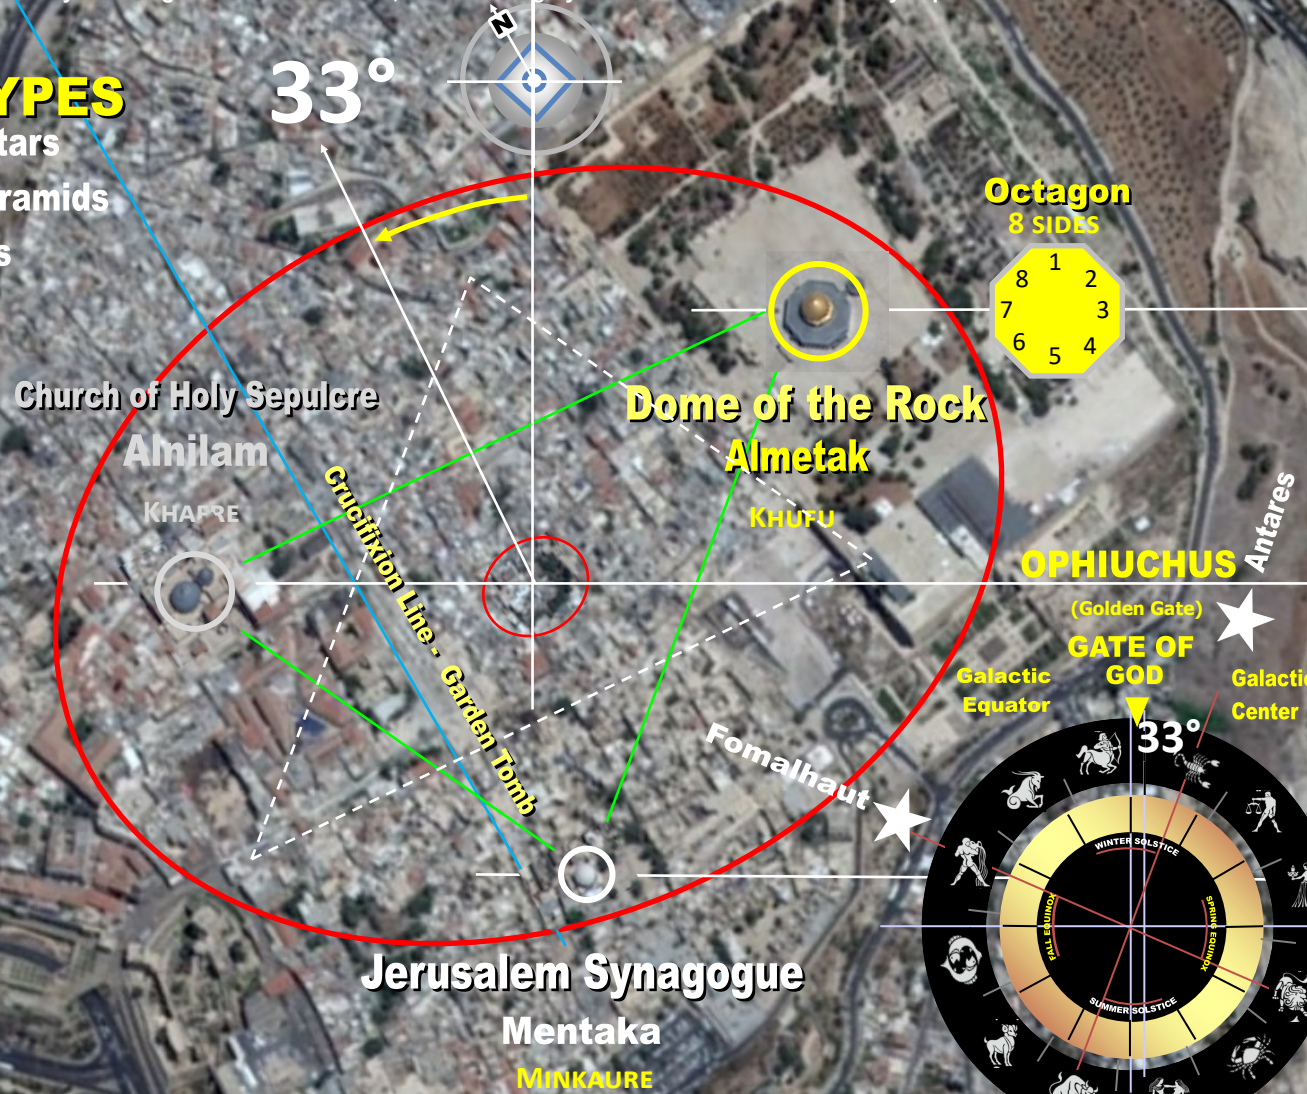 N
33°
YPES
tars
ramids
s
Octagon
8 SIDES
1
2
3
4
5
6
7
8
Church of Holy Sepulcre
Alnilam
KHAFRE
Dome of the Rock
Almetak
KHUFU
Crucifixion Line - Garden Tomb
Antares
OPHIUCHUS
(Golden Gate)
GATE OF
GOD
Galactic
Equator
Galactic
Center
33°
Fomalhaut
WINTER SOLSTICE
FALL EQUINOX
SPRING EQUINOX
SUMMER SOLSTICE
Jerusalem Synagogue
Mentaka
MINKAURE